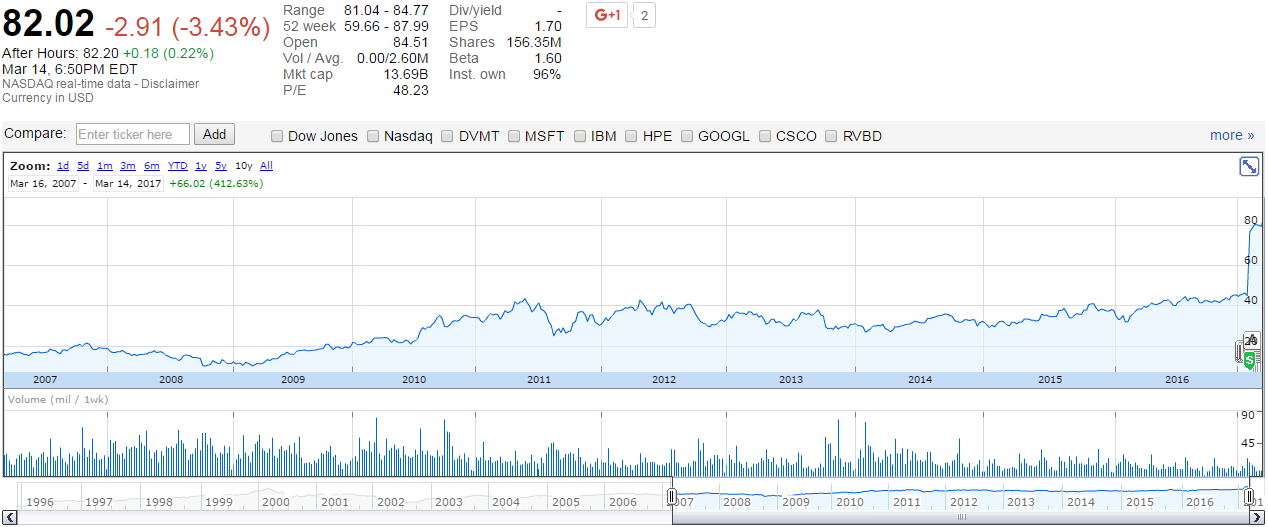 82.02 -2.91 (-3.43%)
After Hours: 82.20 +0.18 (0.22%)
Mar 14, 6:50PM EDT
NASDAQ real-time data - Disclaimer
Currency in USD
Range 81.04 - 84.77
52 week 59.66 - 87.99
Open 84.51
Vol / Avg. 0.00/2.60M
Mkt cap 13.69B
P/E 48.23
Div/yield -
EPS 1.70
Shares 156.35M
Beta 1.60
Inst. own 96%
G+1 2
Compare: Enter ticker here Add Dow Jones Nasdaq DVMT MSFT IBM HPE GOOGL CSCO RVBD more »
Zoom: 1d 5d 1m 3m 6m YTD 1y 5y 10y All
Mar 16, 2007 - Mar 14, 2017 +66.02 (412.63%)
80
60
40
A
S
2007 2008 2009 2010 2011 2012 2013 2014 2015 2016
Volume (mil / 1wk)
90
45
1996 1997 1998 1999 2000 2001 2002 2003 2004 2005 2006 2008 2009 2010 2011 2012 2013 2014 2015 2016